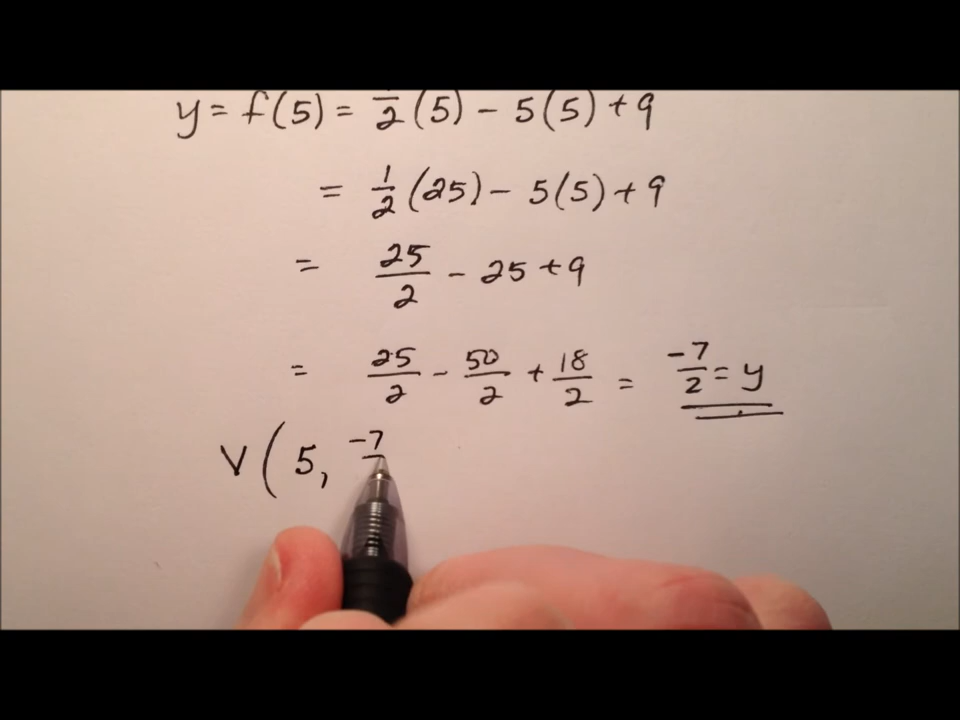 y = f(5) = 1/2 (5) - 5(5) + 9
= 1/2 (25) - 5(5) + 9
= 25/2 - 25 + 9
= 25/2 - 50/2 + 18/2 = -7/2 = y
V ( 5, -7